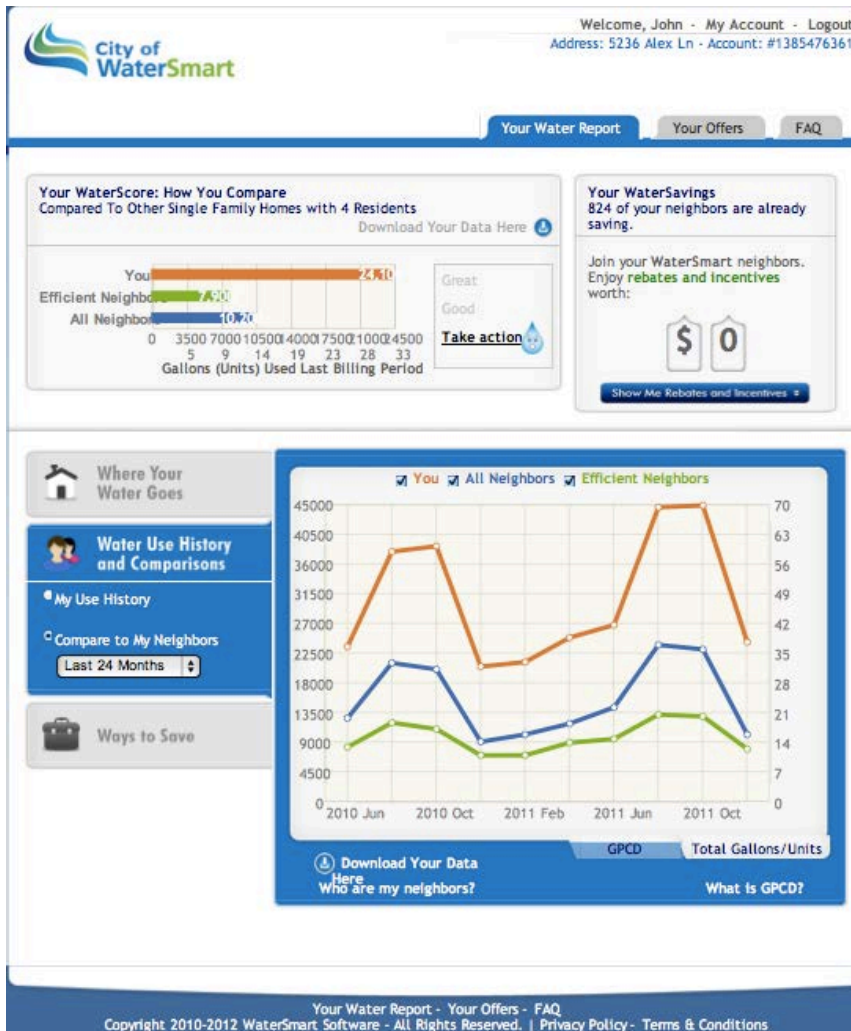 City of
WaterSmart
Welcome, John - My Account - Logout
Address: 5236 Alex Ln - Account: #1385476361
Your Water Report
Your Offers
FAQ
Your WaterScore: How You Compare
Compared To Other Single Family Homes with 4 Residents
Download Your Data Here
You
24,10
Efficient Neighbo
7,900
All Neighbor
10,20
0 3500 7000 10500 14000 17500 21000 24500
5 9 14 19 23 28 33
Gallons (Units) Used Last Billing Period
Great
Good
Take action
Your WaterSavings
824 of your neighbors are already
saving.
Join your WaterSmart neighbors.
Enjoy rebates and incentives
worth:
$ 0
Show Me Rebates and Incentives
Where Your
Water Goes
Water Use History
and Comparisons
My Use History
Compare to My Neighbors
Last 24 Months
Ways to Save
You All Neighbors Efficient Neighbors
45000 70
40500 63
36000 56
31500 49
27000 42
22500 35
18000 28
13500 21
9000 14
4500 7
0 0
2010 Jun 2010 Oct 2011 Feb 2011 Jun 2011 Oct
GPCD
Total Gallons/Units
Download Your Data
Here
Who are my neighbors?
What is GPCD?
Your Water Report - Your Offers - FAQ
Copyright 2010-2012 WaterSmart Software - All Rights Reserved. | Privacy Policy - Terms & Conditions